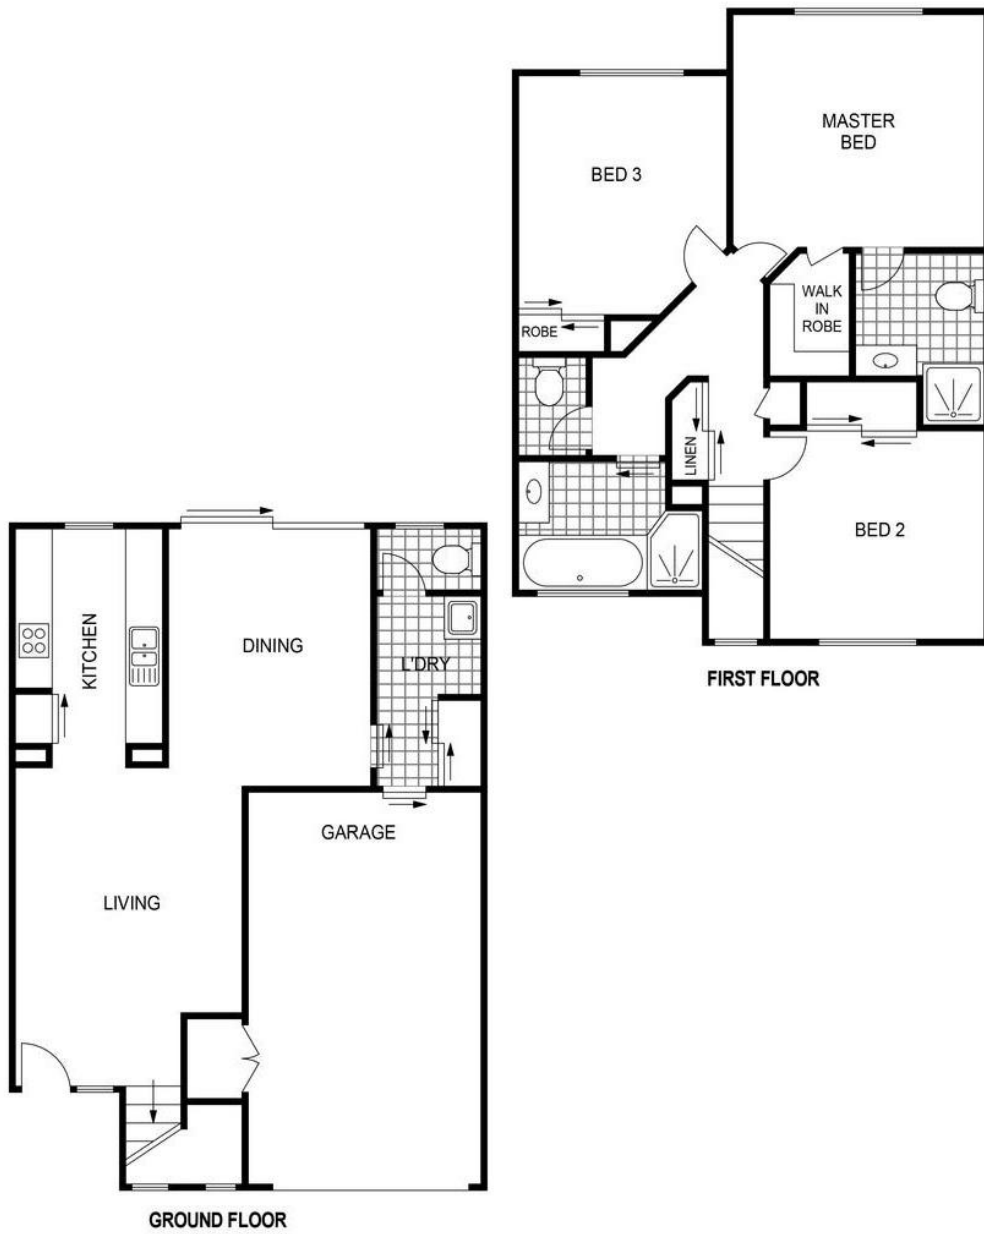 MASTER
BED
BED 3
WALK
IN
ROBE
ROBE
LINEN
BED 2
FIRST FLOOR
KITCHEN
DINING
L'DRY
GARAGE
LIVING
GROUND FLOOR